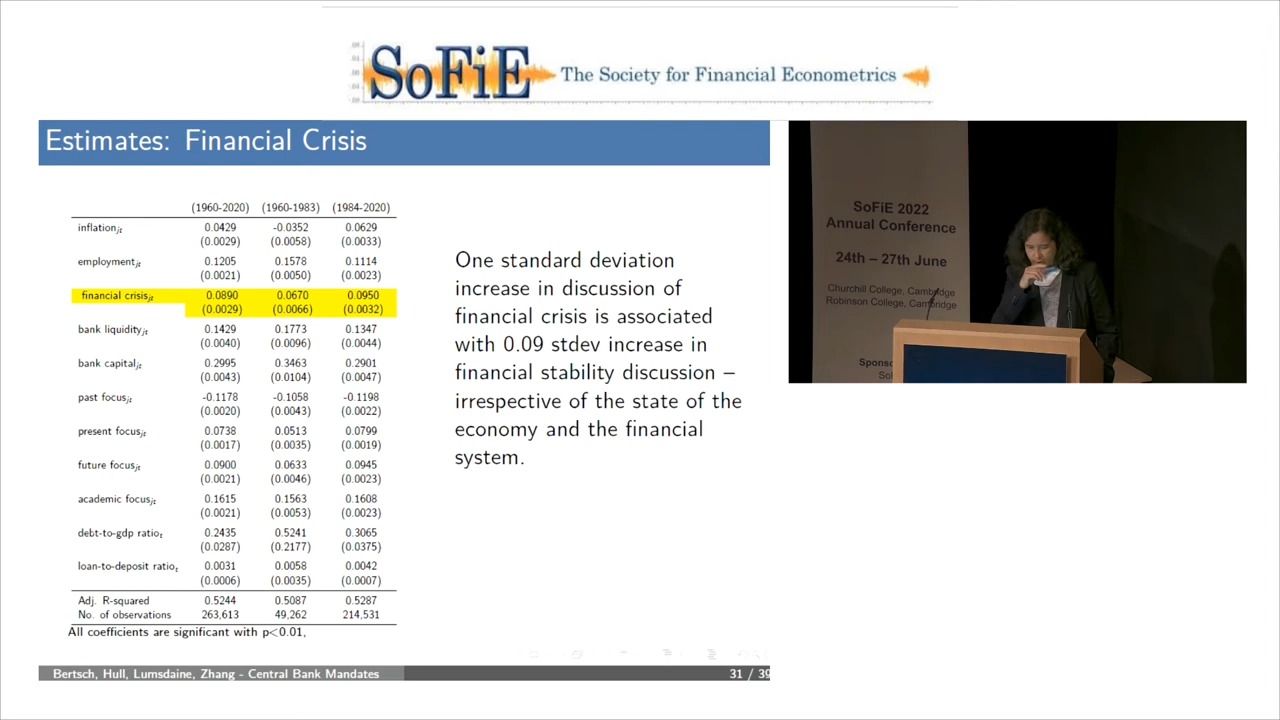 SoFiE The Society for Financial Econometrics
Estimates: Financial Crisis
(1960-2020) (1960-1983) (1984-2020)
inflation_jt 0.0429 -0.0352 0.0629
(0.0029) (0.0058) (0.0033)
employment_jt 0.1205 0.1578 0.1114
(0.0021) (0.0050) (0.0023)
financial crisis_jt 0.0890 0.0670 0.0950
(0.0029) (0.0066) (0.0032)
bank liquidity_jt 0.1429 0.1773 0.1347
(0.0040) (0.0096) (0.0044)
bank capital_jt 0.2995 0.3463 0.2901
(0.0043) (0.0104) (0.0047)
past focus_jt -0.1178 -0.1058 -0.1198
(0.0020) (0.0043) (0.0022)
present focus_jt 0.0738 0.0513 0.0799
(0.0017) (0.0035) (0.0019)
future focus_jt 0.0900 0.0633 0.0945
(0.0021) (0.0046) (0.0023)
academic focus_jt 0.1615 0.1563 0.1608
(0.0021) (0.0053) (0.0023)
debt-to-gdp ratio_t 0.2435 0.5241 0.3065
(0.0287) (0.2177) (0.0375)
loan-to-deposit ratio_t 0.0031 0.0058 0.0042
(0.0006) (0.0035) (0.0007)
Adj. R-squared 0.5244 0.5087 0.5287
No. of observations 263,613 49,262 214,531
All coefficients are significant with p<0.01,
One standard deviation
increase in discussion of
financial crisis is associated
with 0.09 stdev increase in
financial stability discussion –
irrespective of the state of the
economy and the financial
system.
Bertsch, Hull, Lumsdaine, Zhang - Central Bank Mandates 31 / 39
SoFiE 2022
Annual Conference
24th – 27th June
Churchill College, Cambridge
Robinson College, Cambridge